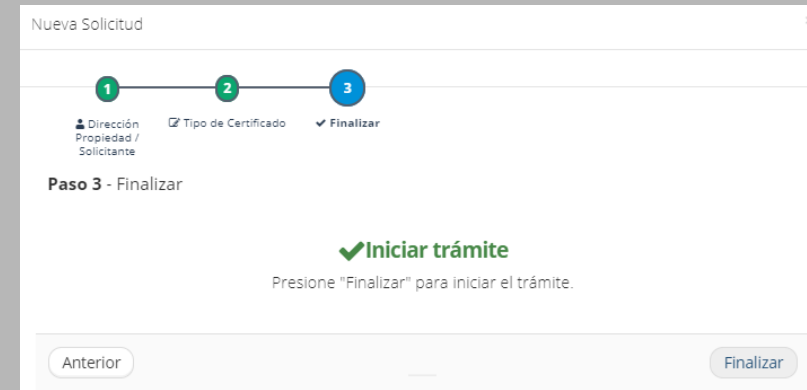 Nueva Solicitud
1
2
3
Dirección
Propiedad /
Solicitante
Tipo de Certificado
Finalizar
Paso 3 - Finalizar
Iniciar trámite
Presione "Finalizar" para iniciar el trámite.
Anterior
Finalizar